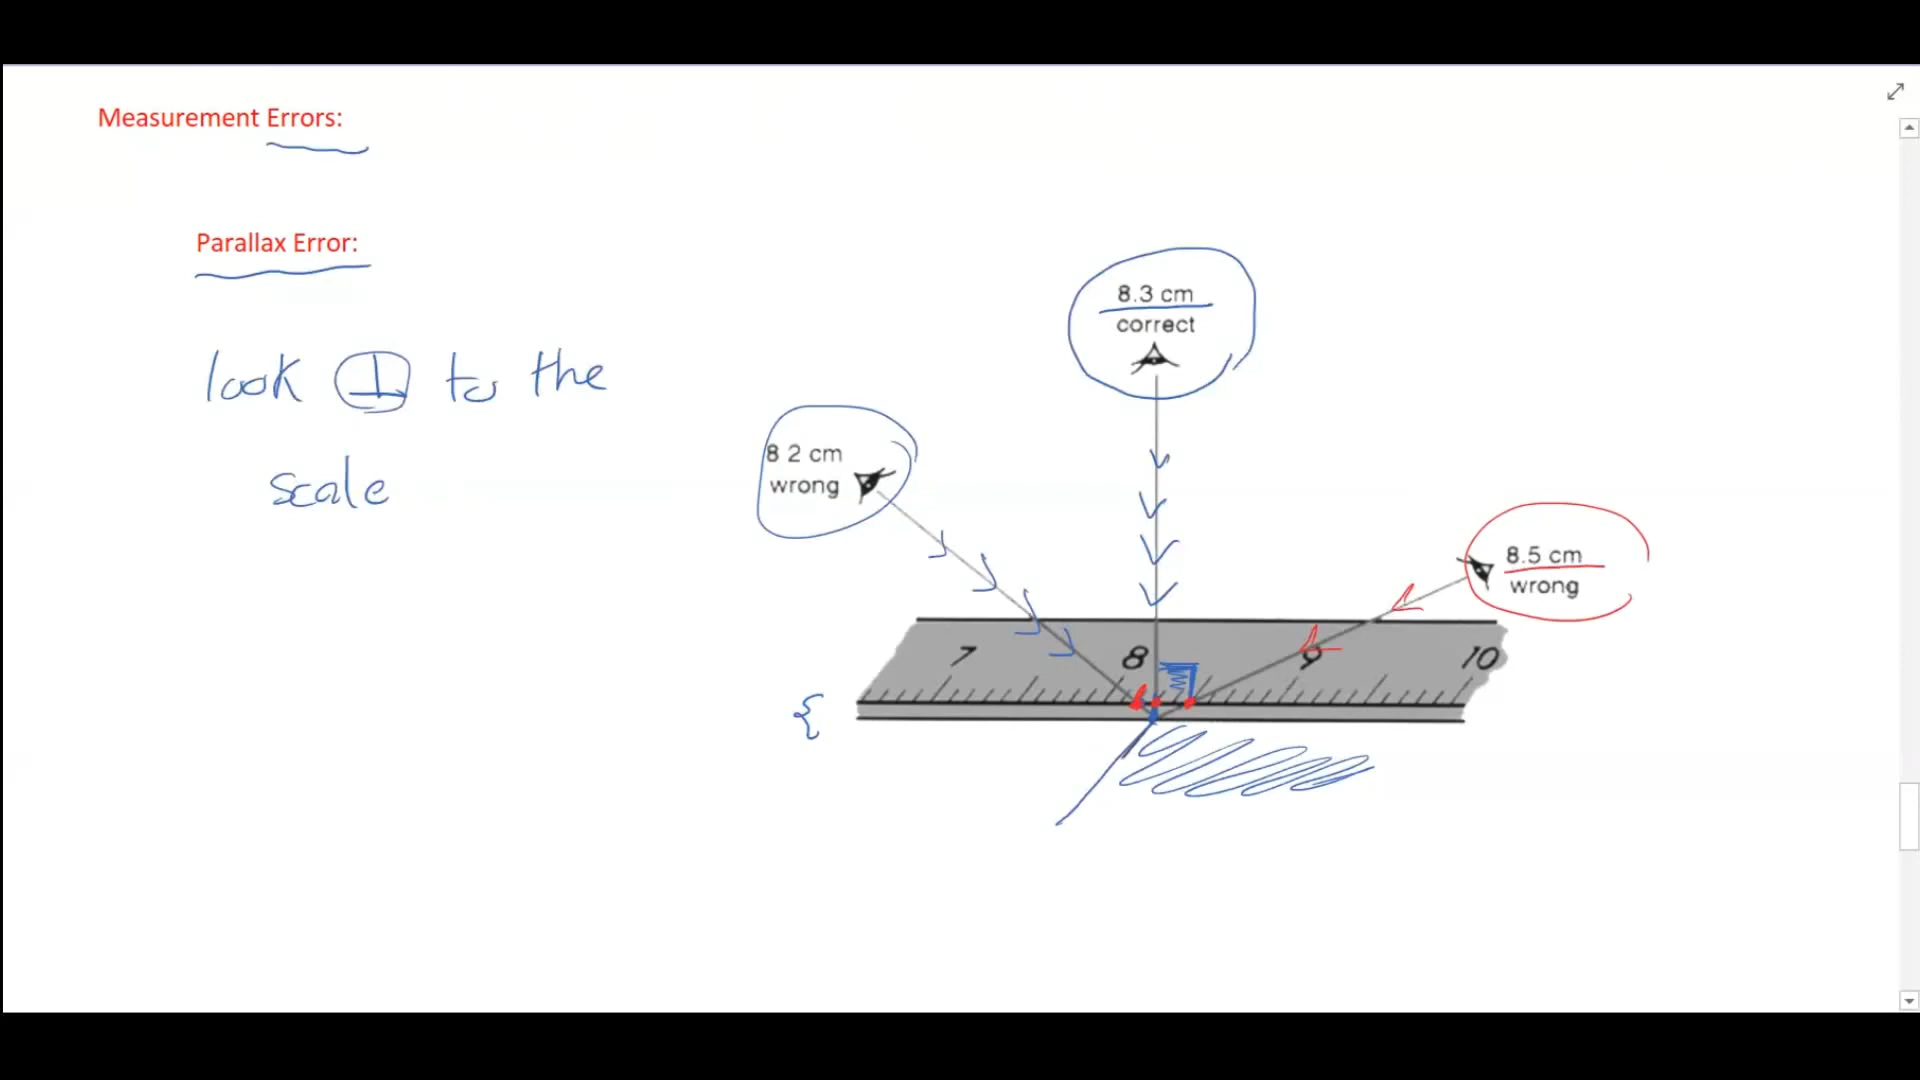 Measurement Errors:
Parallax Error:
look ⊥ to the
scale
8.3 cm
correct
8 2 cm
wrong
8.5 cm
wrong
7 8 9 10